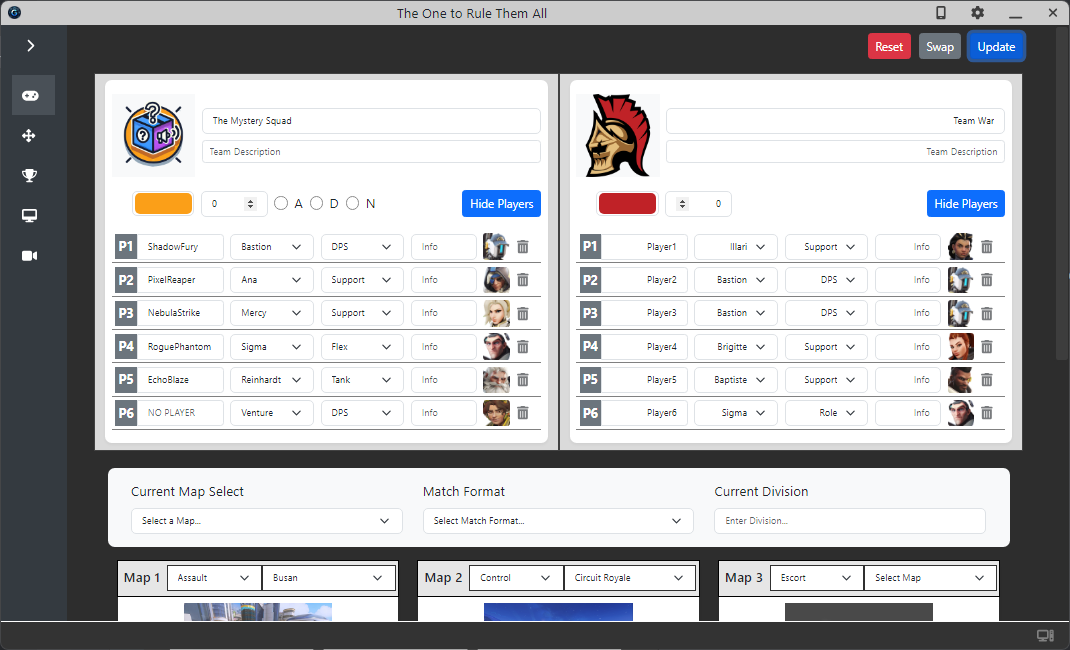 The One to Rule Them All
Reset Swap Update
The Mystery Squad
Team Description
0 A D N Hide Players
P1 ShadowFury Bastion DPS Info
P2 PixelReaper Ana Support Info
P3 NebulaStrike Mercy Support Info
P4 RoguePhantom Sigma Flex Info
P5 EchoBlaze Reinhardt Tank Info
P6 NO PLAYER Venture DPS Info
Team War
Team Description
0 Hide Players
P1 Player1 Illari Support Info
P2 Player2 Bastion DPS Info
P3 Player3 Bastion DPS Info
P4 Player4 Brigitte Support Info
P5 Player5 Baptiste Support Info
P6 Player6 Sigma Role Info
Current Map Select Match Format Current Division
Select a Map... Select Match Format... Enter Division...
Map 1 Assault Busan Map 2 Control Circuit Royale Map 3 Escort Select Map